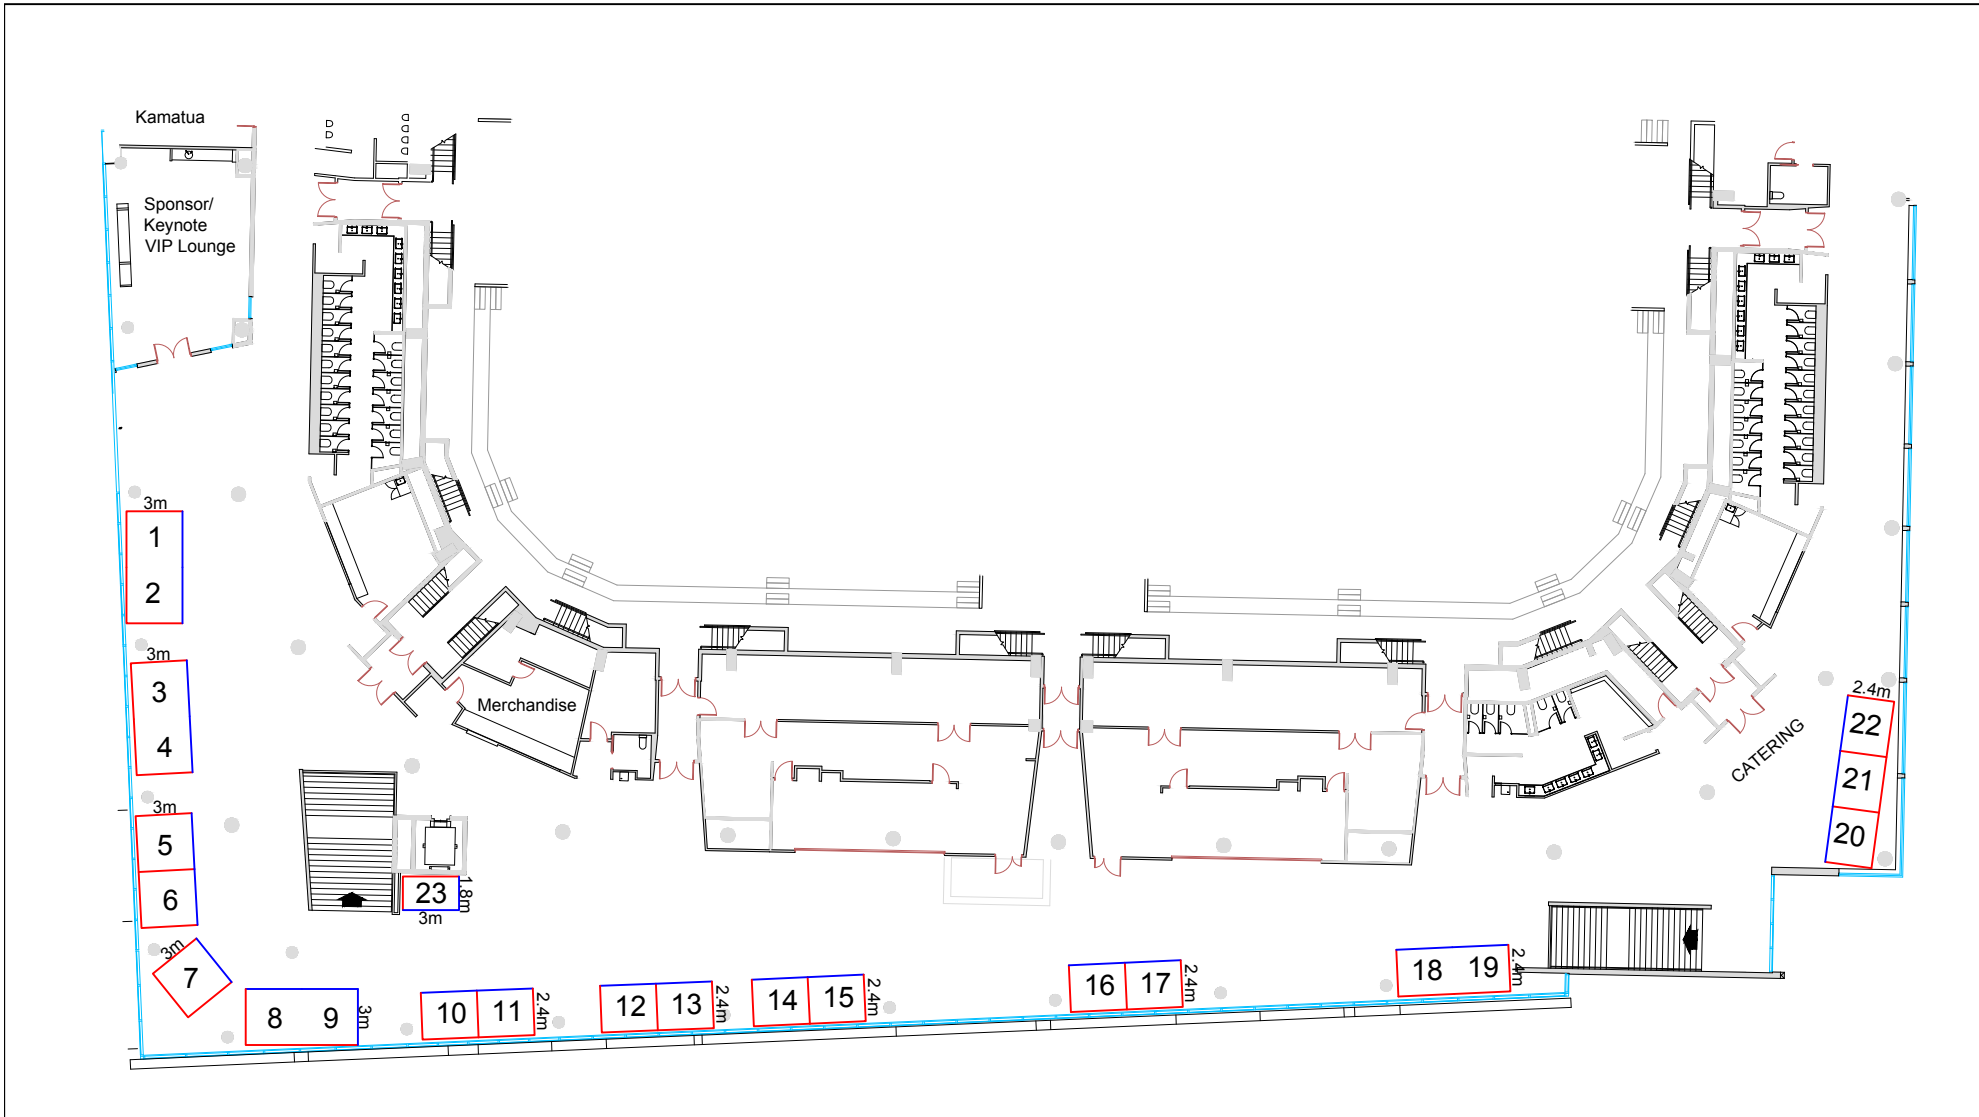 Kamatua
Sponsor/
Keynote
VIP Lounge
3m
1
2
3m
3
4
3m
5
6
3m
7
8 9
3m
10 11
2.4m
12 13
2.4m
14 15
2.4m
16 17
2.4m
18 19
2.4m
20
21
22
2.4m
CATERING
Merchandise
23
1.8m
3m